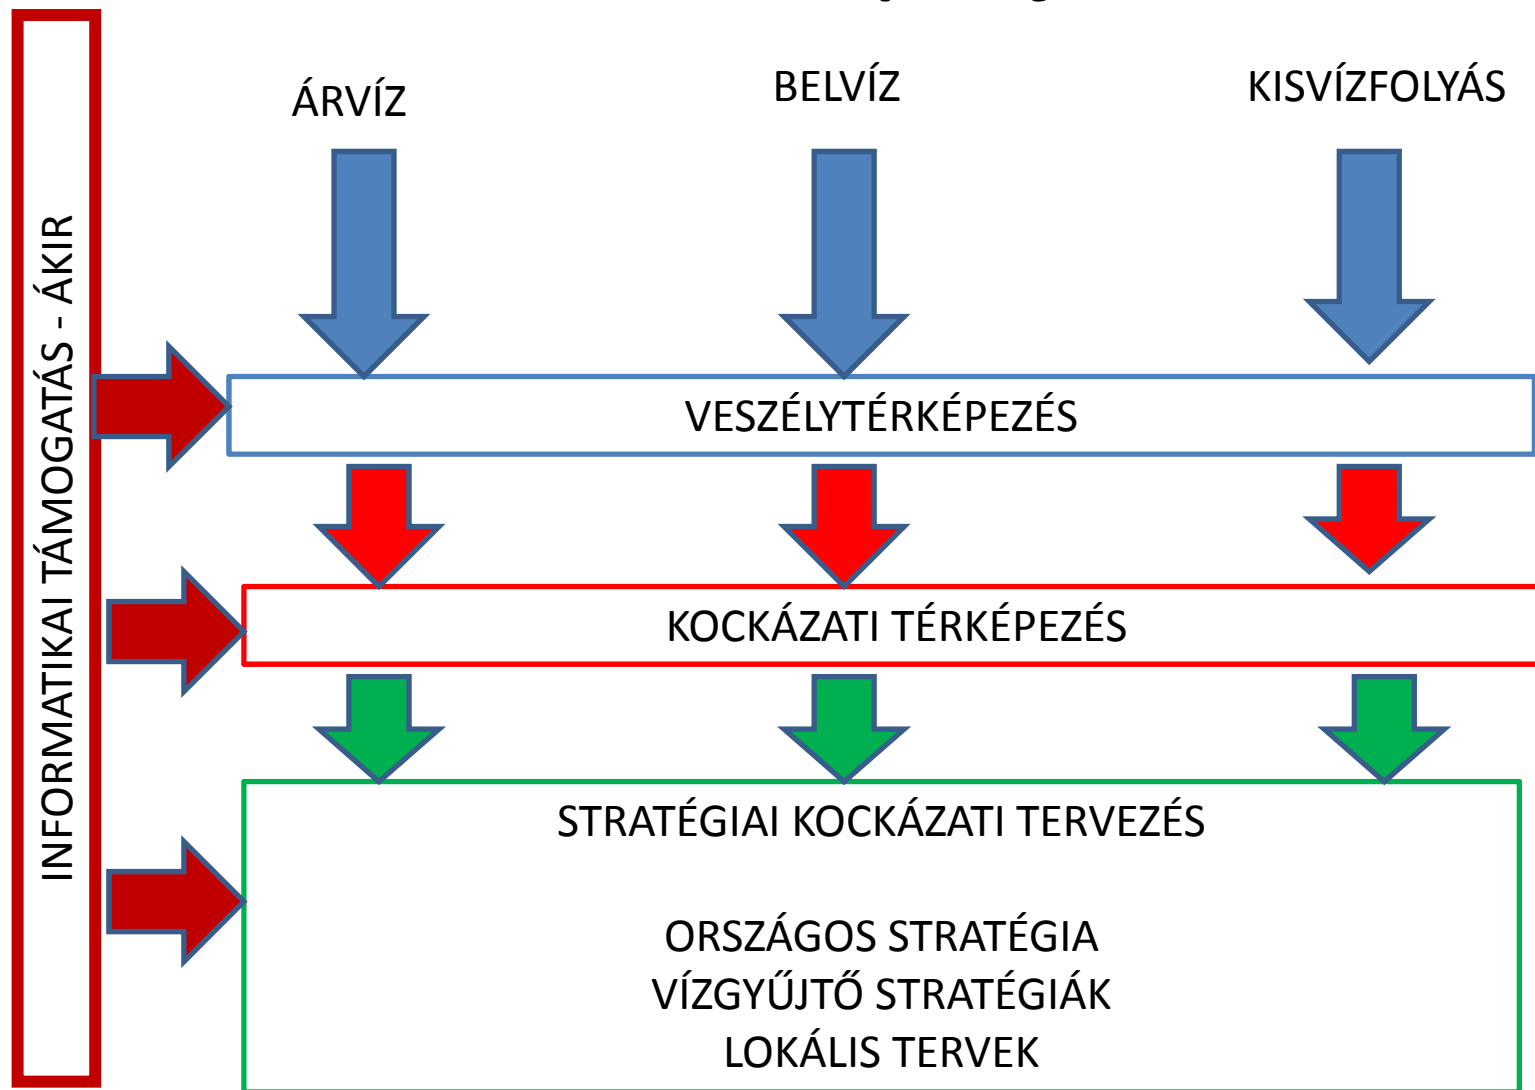 ÁRVÍZ
BELVÍZ
KISVÍZFOLYÁS
INFORMATIKAI TÁMOGATÁS - ÁKIR
VESZÉLYTÉRKÉPEZÉS
KOCKÁZATI TÉRKÉPEZÉS
STRATÉGIAI KOCKÁZATI TERVEZÉS
ORSZÁGOS STRATÉGIA
VÍZGYŰJTŐ STRATÉGIÁK
LOKÁLIS TERVEK